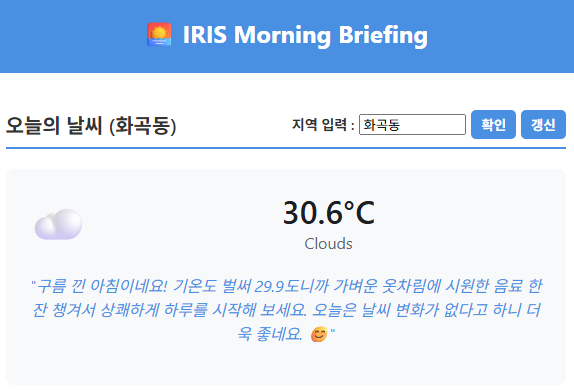 IRIS Morning Briefing
오늘의 날씨 (화곡동)
지역 입력 : 화곡동 확인 갱신
30.6°C
Clouds
"구름 낀 아침이네요! 기온도 벌써 29.9도니까 가벼운 옷차림에 시원한 음료 한
잔 챙겨서 상쾌하게 하루를 시작해 보세요. 오늘은 날씨 변화가 없다고 하니 더
욱 좋네요. 😊"